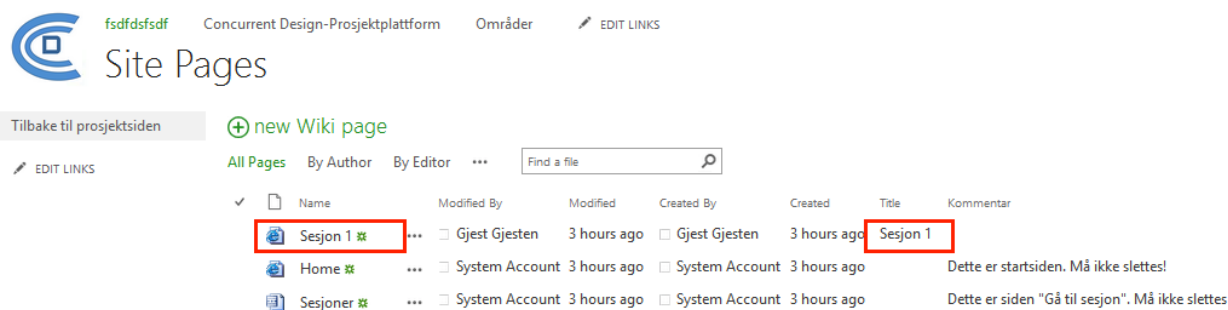 fsdfdsfsdf Concurrent Design-Prosjektplattform Områder EDIT LINKS
Site Pages
Tilbake til prosjektsiden
EDIT LINKS
new Wiki page
All Pages By Author By Editor ••• Find a file
Name Modified By Modified Created By Created Title Kommentar
Sesjon 1 ••• Gjest Gjesten 3 hours ago Gjest Gjesten 3 hours ago Sesjon 1
Home ••• System Account 3 hours ago System Account 3 hours ago Dette er startsiden. Må ikke slettes!
Sesjoner ••• System Account 3 hours ago System Account 3 hours ago Dette er siden "Gå til sesjon". Må ikke slettes